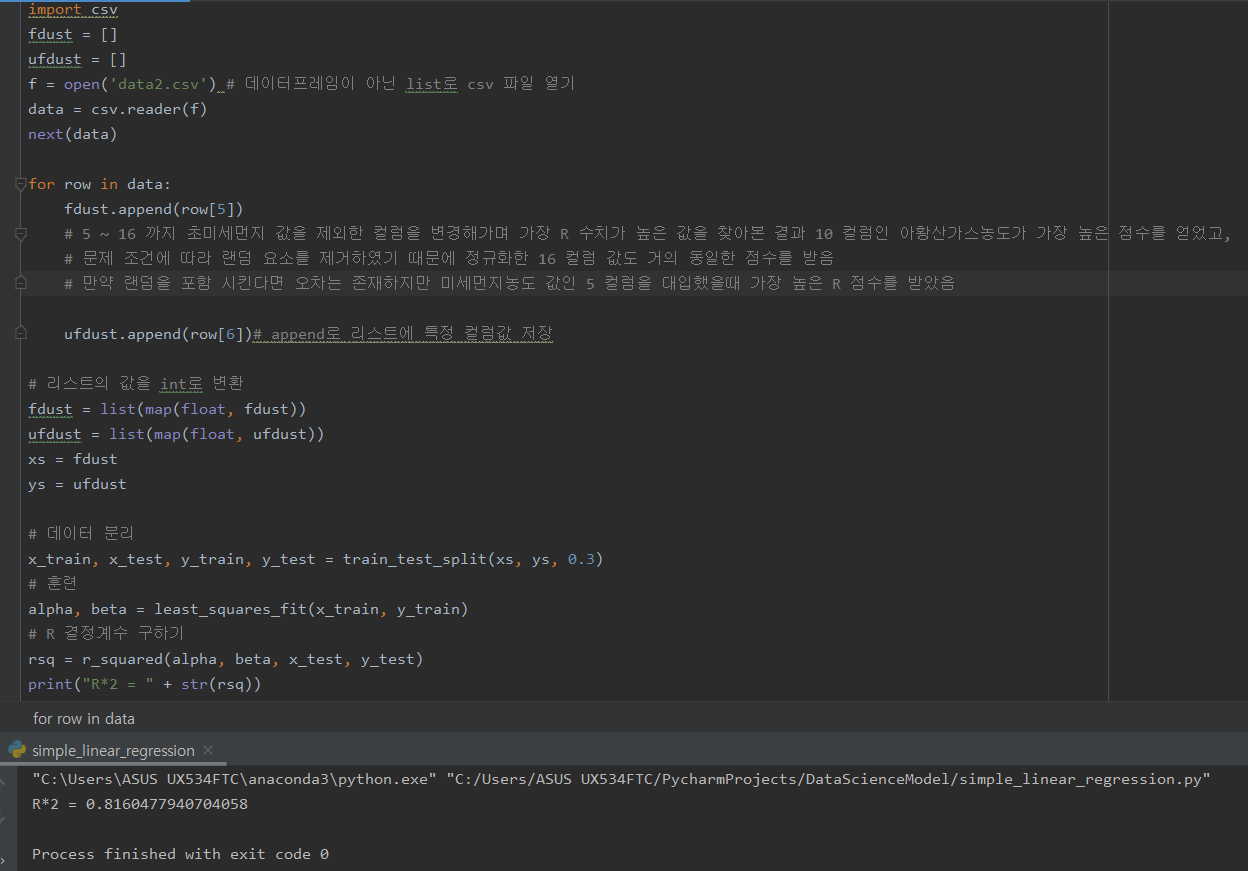 import csv
fdust = []
ufdust = []
f = open('data2.csv') # 데이터프레임이 아닌 list로 csv 파일 열기
data = csv.reader(f)
next(data)
for row in data:
    fdust.append(row[5])
    # 5 ~ 16 까지 초미세먼지 값을 제외한 컬럼을 변경해가며 가장 R 수치가 높은 값을 찾아본 결과 10 컬럼인 아황산가스농도가 가장 높은 점수를 얻었고,
    # 문제 조건에 따라 랜덤 요소를 제거하였기 때문에 정규화한 16 컬럼 값도 거의 동일한 점수를 받음
    # 만약 랜덤을 포함 시킨다면 오차는 존재하지만 미세먼지농도 값인 5 컬럼을 대입했을때 가장 높은 R 점수를 받았음
    ufdust.append(row[6])# append로 리스트에 특정 컬럼값 저장
# 리스트의 값을 int로 변환
fdust = list(map(float, fdust))
ufdust = list(map(float, ufdust))
xs = fdust
ys = ufdust
# 데이터 분리
x_train, x_test, y_train, y_test = train_test_split(xs, ys, 0.3)
# 훈련
alpha, beta = least_squares_fit(x_train, y_train)
# R 결정계수 구하기
rsq = r_squared(alpha, beta, x_test, y_test)
print("R*2 = " + str(rsq))
for row in data
simple_linear_regression
"C:\Users\ASUS UX534FTC\anaconda3\python.exe" "C:/Users/ASUS UX534FTC/PycharmProjects/DataScienceModel/simple_linear_regression.py"
R*2 = 0.8160477940704058
Process finished with exit code 0